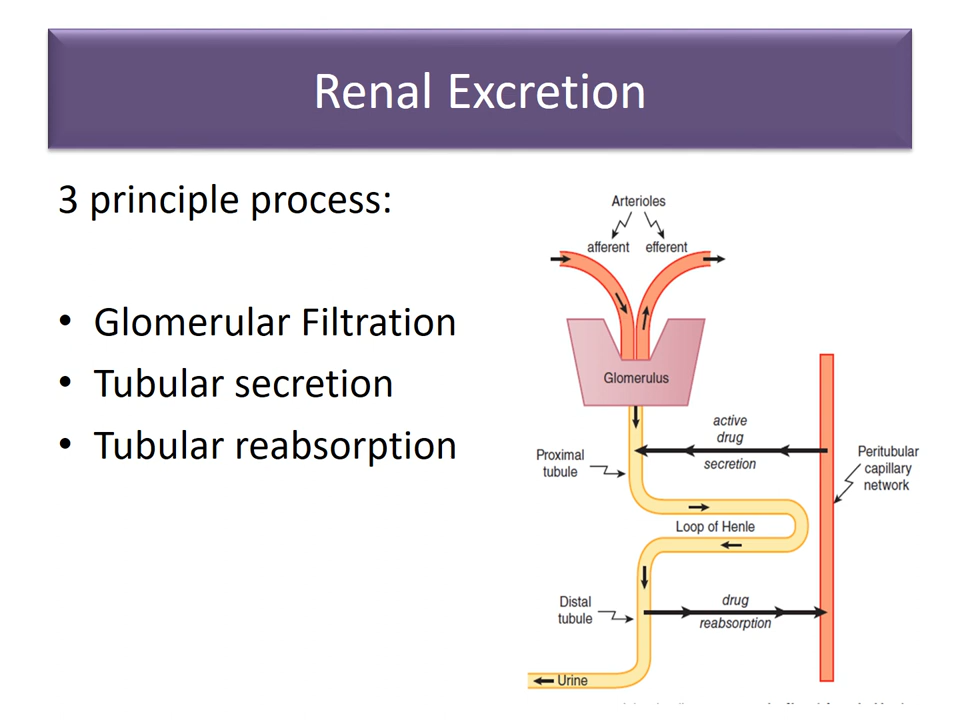 Renal Excretion
3 principle process:
• Glomerular Filtration
• Tubular secretion
• Tubular reabsorption
Arterioles
afferent efferent
Glomerulus
active
drug
secretion
Proximal
tubule
Peritubular
capillary
network
Loop of Henle
Distal
tubule
drug
reabsorption
Urine